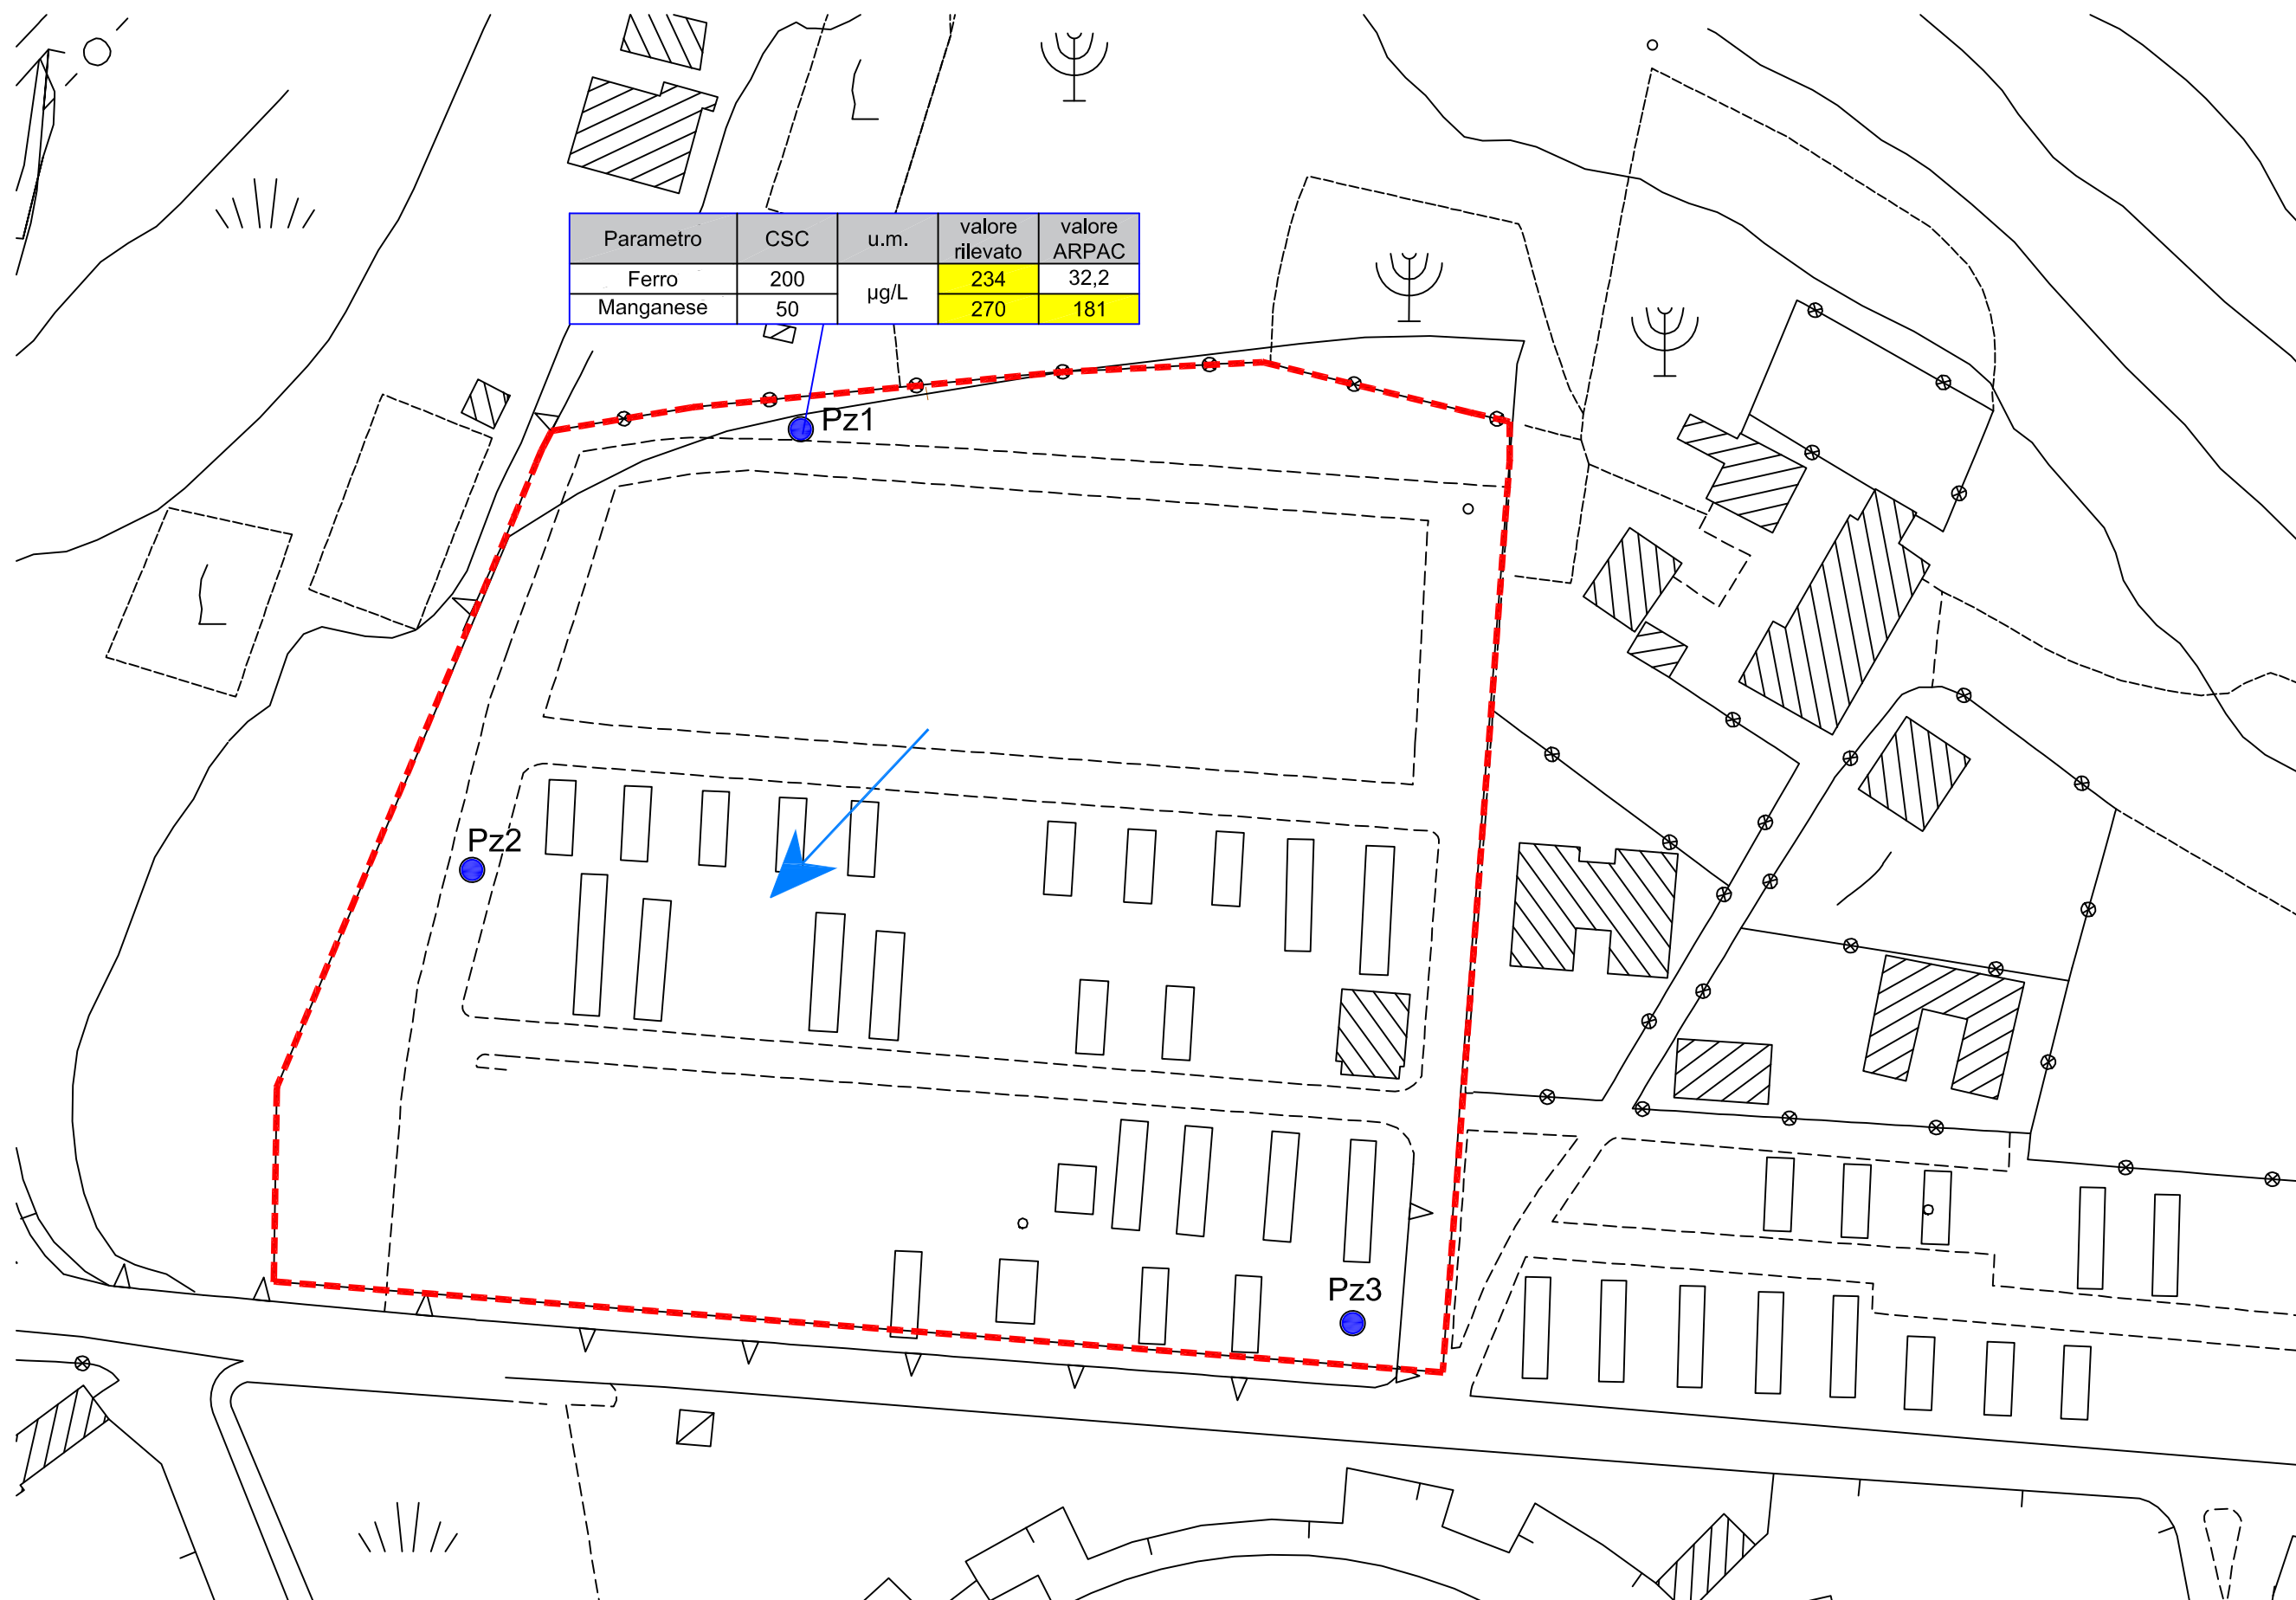 Parametro CSC u.m. valore rilevato valore ARPAC
Ferro 200 µg/L 234 32,2
Manganese 50 270 181
Pz1
Pz2
Pz3